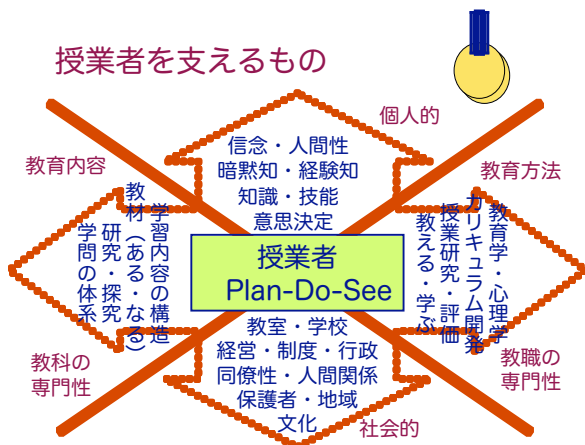 授業者を支えるもの
個人的
信念・人間性
暗黙知・経験知
知識・技能
意思決定
教育内容
教育方法
学習内容の構造
教材（ある・なる）
研究・探究
学問の体系
授業者
Plan-Do-See
教育学・心理学
カリキュラム開発
授業研究・評価
教える・学ぶ
教室・学校
経営・制度・行政
同僚性・人間関係
保護者・地域
文化
教科の
専門性
教職の
専門性
社会的